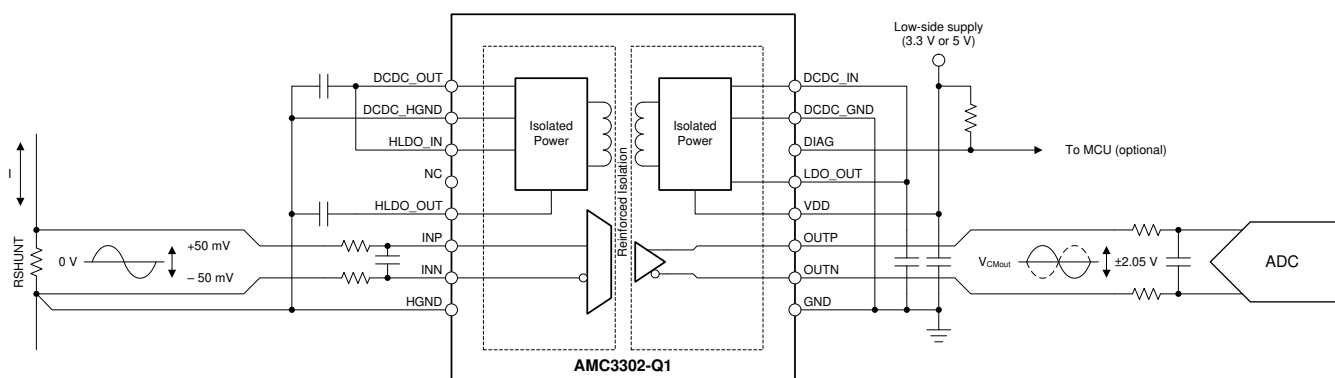 Low-side supply
(3.3 V or 5 V)
DCDC_OUT
DCDC_HGND
HLDO_IN
NC
HLDO_OUT
INP
INN
HGND
Isolated
Power
Reinforced Isolation
Isolated
Power
DCDC_IN
DCDC_GND
DIAG
LDO_OUT
VDD
OUTP
OUTN
GND
To MCU (optional)
I
RSHUNT
0 V
+50 mV
– 50 mV
VCMout
±2.05 V
ADC
AMC3302-Q1